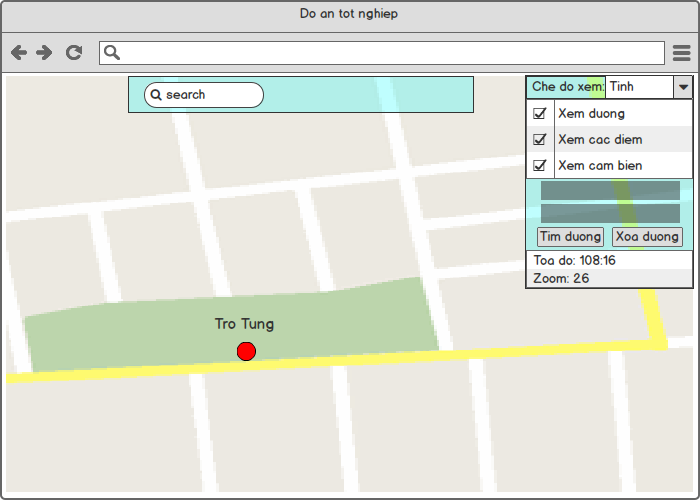 Do an tot nghiep
search
Che do xem: Tinh
Xem duong
Xem cac diem
Xem cam bien
Tim duong Xoa duong
Toa do: 108:16
Zoom: 26
Tro Tung